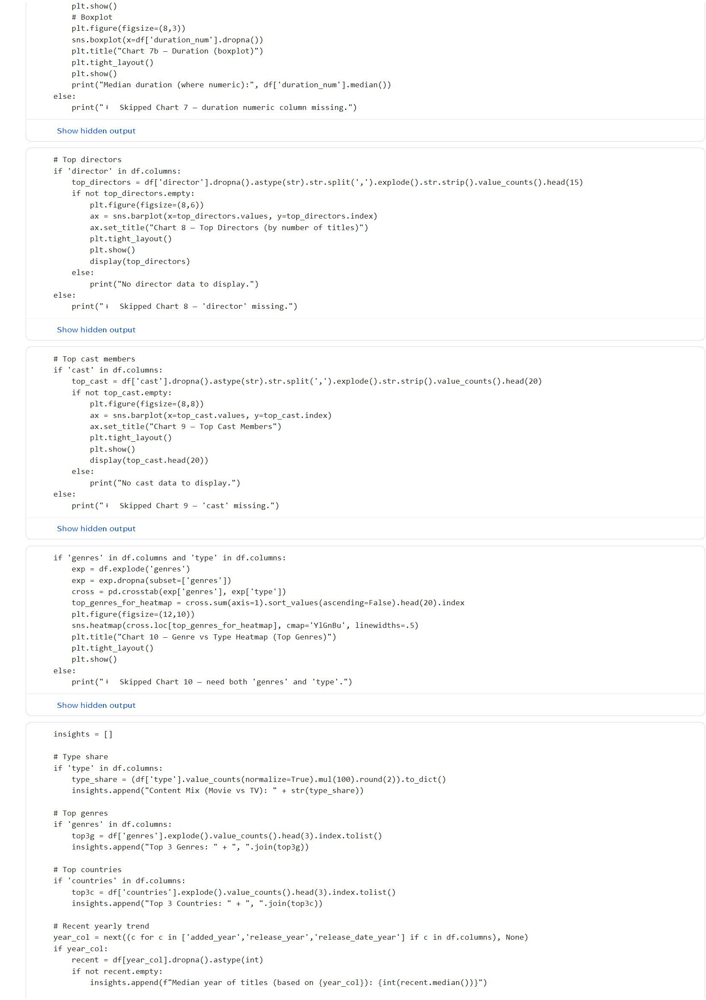 plt.show()
    # Boxplot
    plt.figure(figsize=(8,3))
    sns.boxplot(x=df['duration_num'].dropna())
    plt.title("Chart 7b — Duration (boxplot)")
    plt.tight_layout()
    plt.show()
    print("Median duration (where numeric):", df['duration_num'].median())
else:
    print("ℹ Skipped Chart 7 — duration numeric column missing.")
Show hidden output
# Top directors
if 'director' in df.columns:
    top_directors = df['director'].dropna().astype(str).str.split(',').explode().str.strip().value_counts().head(15)
    if not top_directors.empty:
        plt.figure(figsize=(8,6))
        ax = sns.barplot(x=top_directors.values, y=top_directors.index)
        ax.set_title("Chart 8 — Top Directors (by number of titles)")
        plt.tight_layout()
        plt.show()
        display(top_directors)
    else:
        print("No director data to display.")
else:
    print("ℹ Skipped Chart 8 — 'director' missing.")
Show hidden output
# Top cast members
if 'cast' in df.columns:
    top_cast = df['cast'].dropna().astype(str).str.split(',').explode().str.strip().value_counts().head(20)
    if not top_cast.empty:
        plt.figure(figsize=(8,8))
        ax = sns.barplot(x=top_cast.values, y=top_cast.index)
        ax.set_title("Chart 9 — Top Cast Members")
        plt.tight_layout()
        plt.show()
        display(top_cast.head(20))
    else:
        print("No cast data to display.")
else:
    print("ℹ Skipped Chart 9 — 'cast' missing.")
Show hidden output
if 'genres' in df.columns and 'type' in df.columns:
    exp = df.explode('genres')
    exp = exp.dropna(subset=['genres'])
    cross = pd.crosstab(exp['genres'], exp['type'])
    top_genres_for_heatmap = cross.sum(axis=1).sort_values(ascending=False).head(20).index
    plt.figure(figsize=(12,10))
    sns.heatmap(cross.loc[top_genres_for_heatmap], cmap='YlGnBu', linewidths=.5)
    plt.title("Chart 10 — Genre vs Type Heatmap (Top Genres)")
    plt.tight_layout()
    plt.show()
else:
    print("ℹ Skipped Chart 10 — need both 'genres' and 'type'.")
Show hidden output
insights = []
# Type share
if 'type' in df.columns:
    type_share = (df['type'].value_counts(normalize=True).mul(100).round(2)).to_dict()
    insights.append("Content Mix (Movie vs TV): " + str(type_share))
# Top genres
if 'genres' in df.columns:
    top3g = df['genres'].explode().value_counts().head(3).index.tolist()
    insights.append("Top 3 Genres: " + ", ".join(top3g))
# Top countries
if 'countries' in df.columns:
    top3c = df['countries'].explode().value_counts().head(3).index.tolist()
    insights.append("Top 3 Countries: " + ", ".join(top3c))
# Recent yearly trend
year_col = next((c for c in ['added_year','release_year','release_date_year'] if c in df.columns), None)
if year_col:
    recent = df[year_col].dropna().astype(int)
    if not recent.empty:
        insights.append(f"Median year of titles (based on {year_col}): {int(recent.median())}")